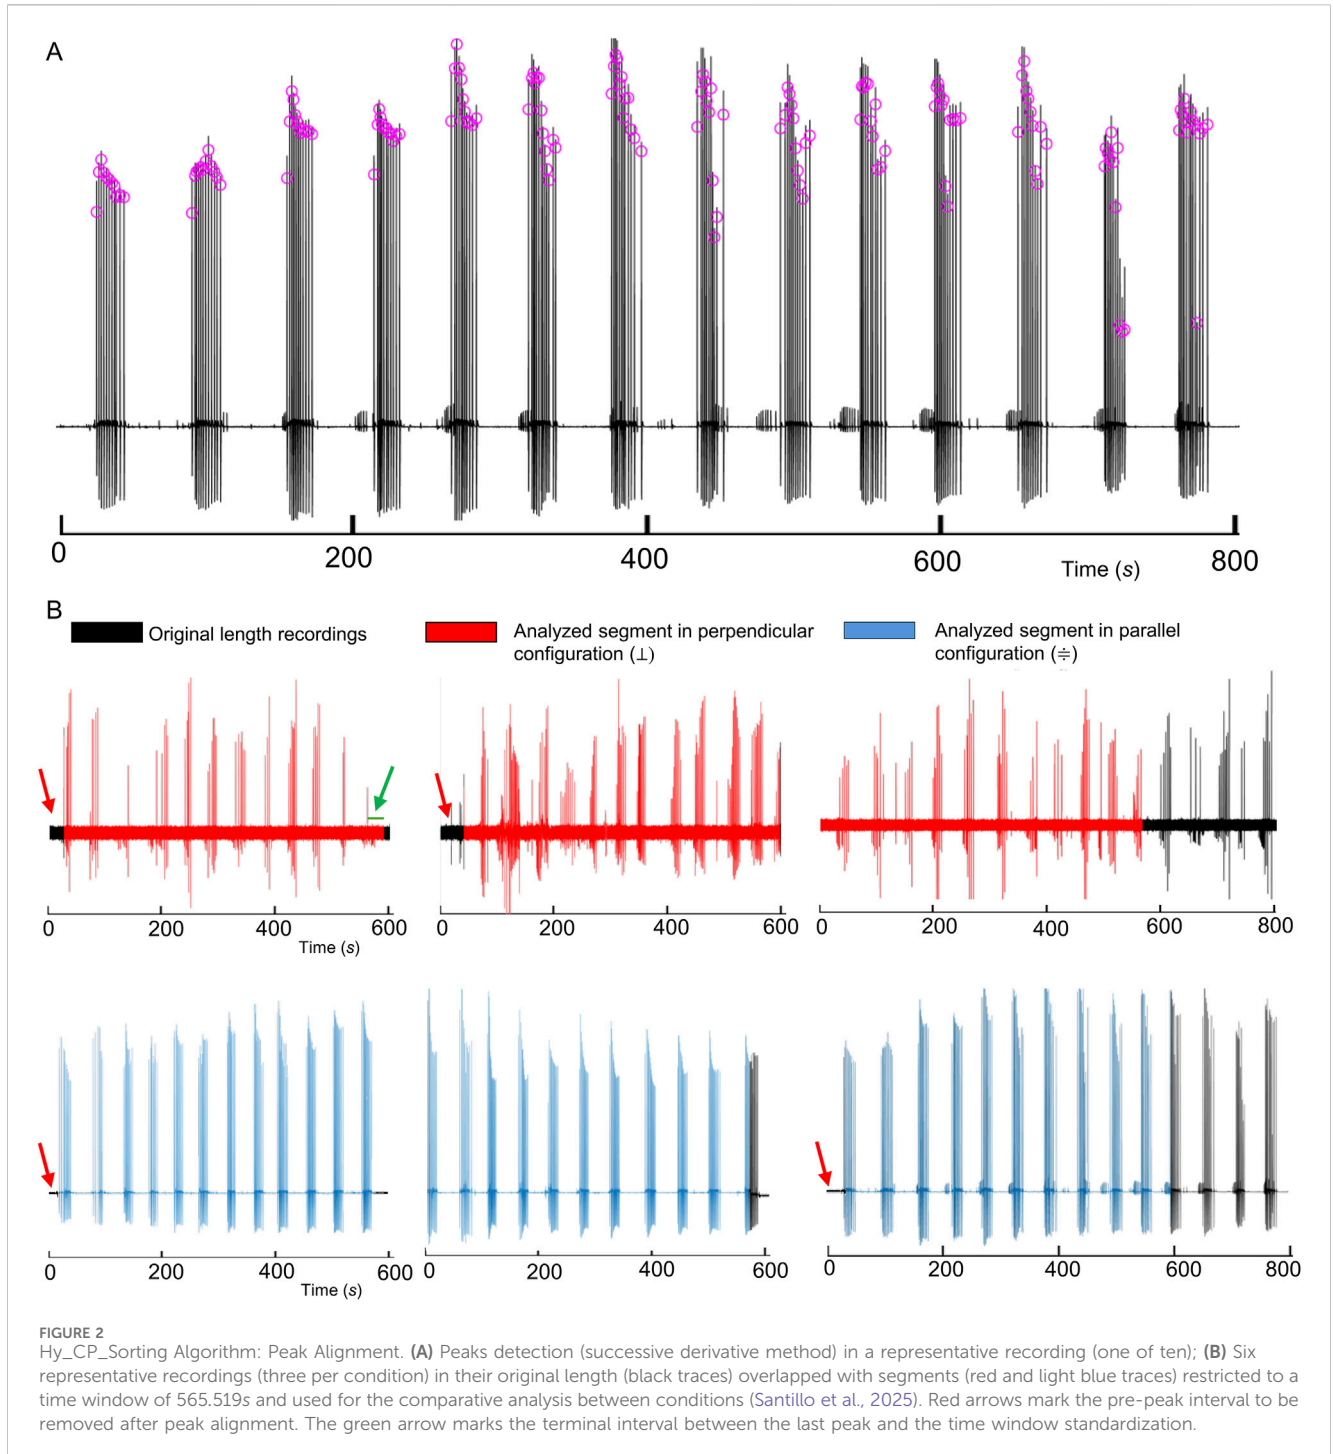 A
0
200
400
600
800
Time (s)
B
Original length recordings
Analyzed segment in perpendicular
configuration (⊥)
Analyzed segment in parallel
configuration (≑)
0
200
400
600
Time (s)
0
200
400
600
0
200
400
600
800
0
200
400
600
Time (s)
0
200
400
600
0
200
400
600
800
FIGURE 2
Hy_CP_Sorting Algorithm: Peak Alignment. (A) Peaks detection (successive derivative method) in a representative recording (one of ten); (B) Six
representative recordings (three per condition) in their original length (black traces) overlapped with segments (red and light blue traces) restricted to a
time window of 565.519s and used for the comparative analysis between conditions (Santillo et al., 2025). Red arrows mark the pre-peak interval to be
removed after peak alignment. The green arrow marks the terminal interval between the last peak and the time window standardization.